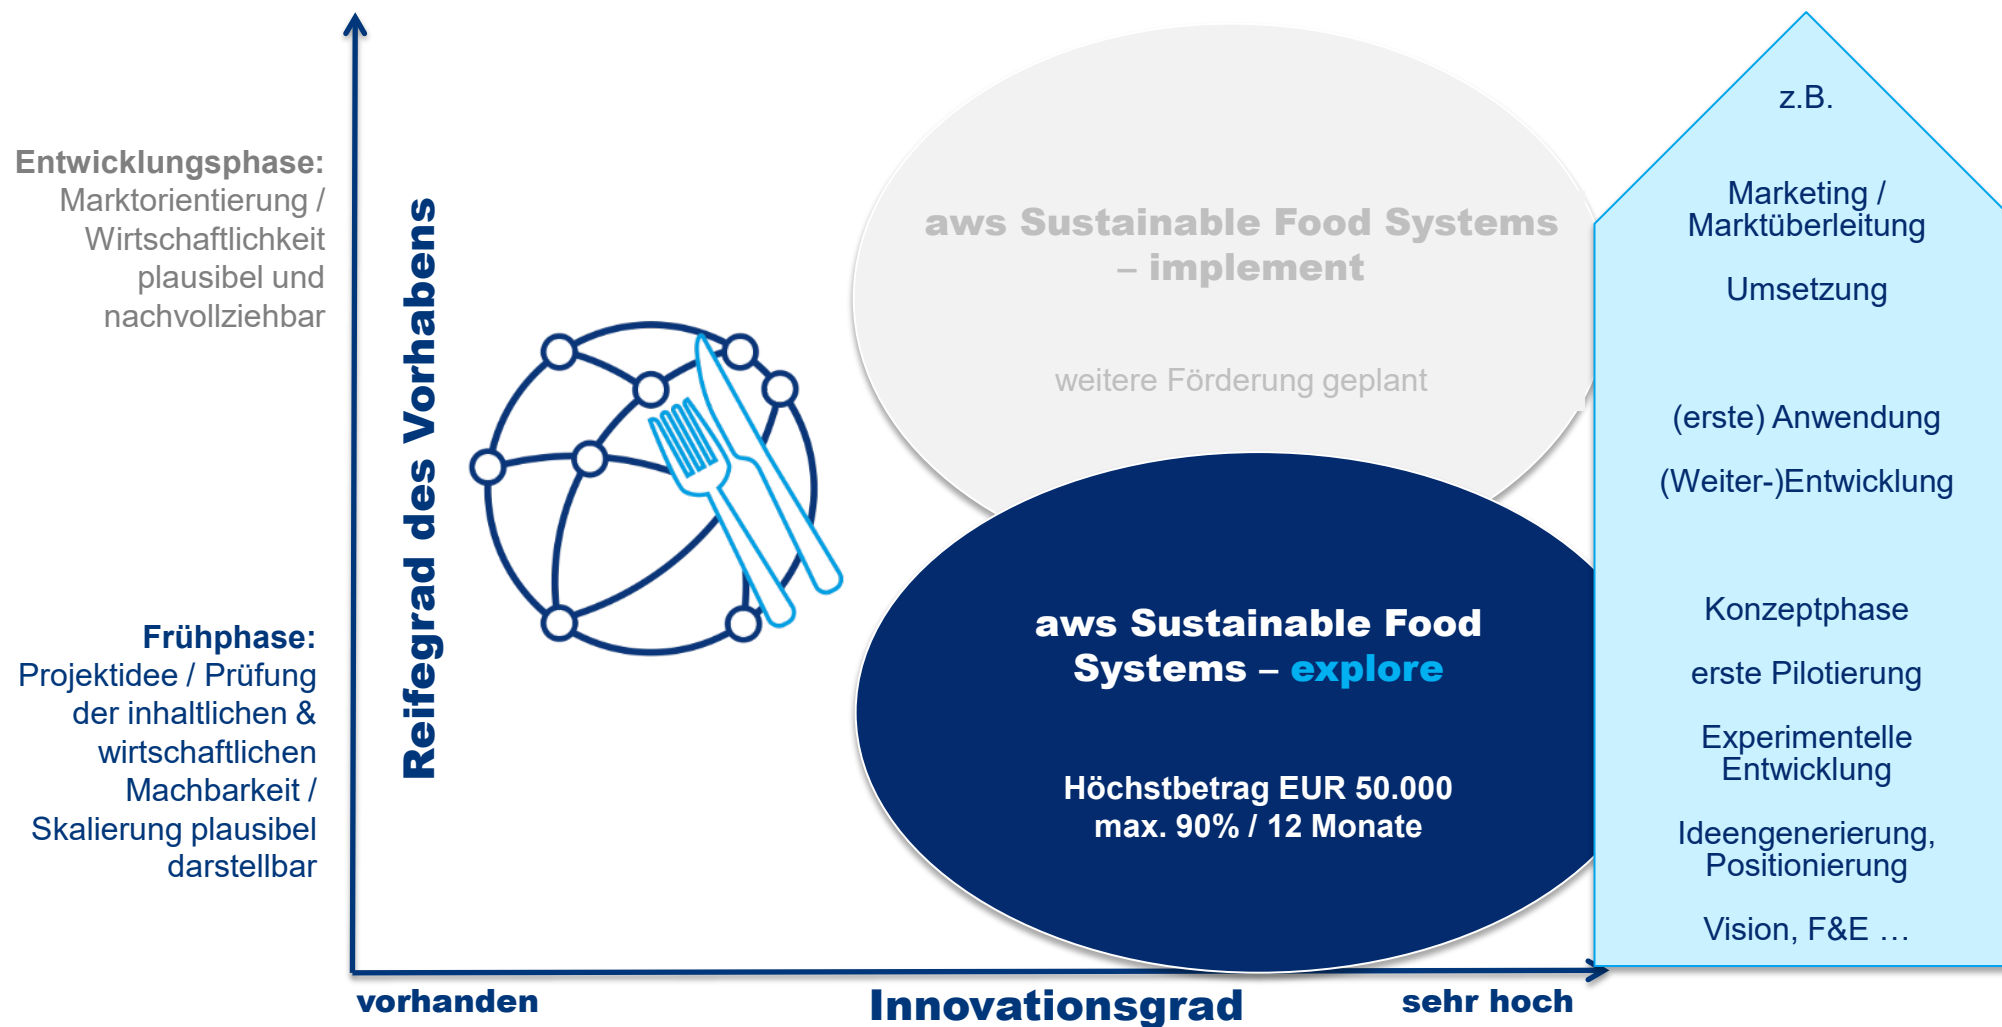 Entwicklungsphase:
Marktorientierung /
Wirtschaftlichkeit
plausibel und
nachvollziehbar
Frühphase:
Projektidee / Prüfung
der inhaltlichen &
wirtschaftlichen
Machbarkeit /
Skalierung plausibel
darstellbar
Reifegrad des Vorhabens
aws Sustainable Food Systems
– implement
weitere Förderung geplant
aws Sustainable Food
Systems – explore
Höchstbetrag EUR 50.000
max. 90% / 12 Monate
z.B.
Marketing /
Marktüberleitung
Umsetzung
(erste) Anwendung
(Weiter-)Entwicklung
Konzeptphase
erste Pilotierung
Experimentelle
Entwicklung
Ideengenerierung,
Positionierung
Vision, F&E …
vorhanden
Innovationsgrad
sehr hoch